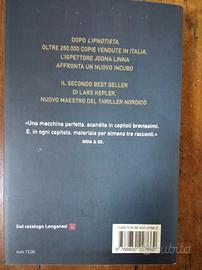 DOPO L'IPNOTISTA,
OLTRE 250.000 COPIE VENDUTE IN ITALIA.
L'ISPETTORE JOONA LINNA
AFFRONTA UN NUOVO INCUBO
IL SECONDO BEST SELLER
DI LARS KEPLER,
NUOVO MAESTRO DEL THRILLER NORDICO
«Una macchina perfetta, scandita in capitoli brevissimi.
E, in ogni capitolo, materiale per almeno tre racconti.»
Dal catalogo Longanesi
subito